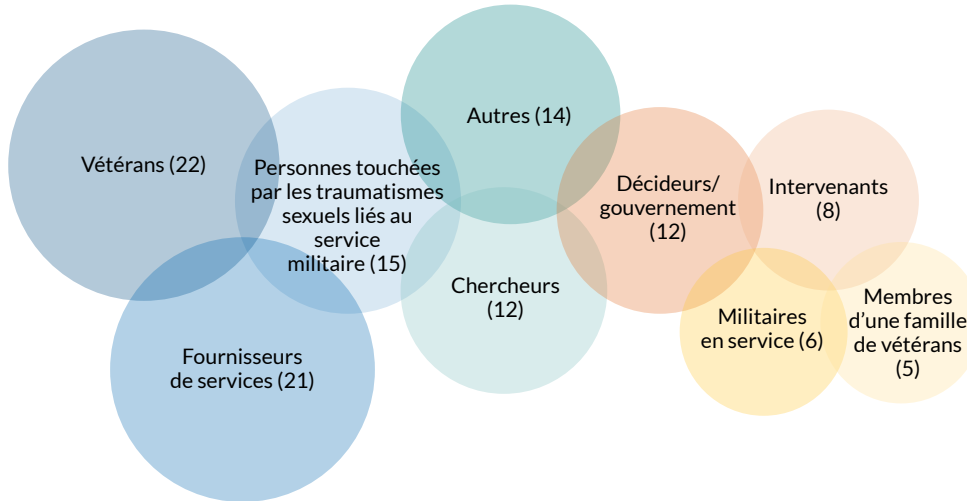 Vétérans (22)
Personnes touchées
par les traumatismes
sexuels liés au
service
militaire (15)
Autres (14)
Décideurs/
gouvernement
(12)
Intervenants
(8)
Fournisseurs
de services (21)
Chercheurs
(12)
Militaires
en service (6)
Membres
d’une famille
de vétérans
(5)